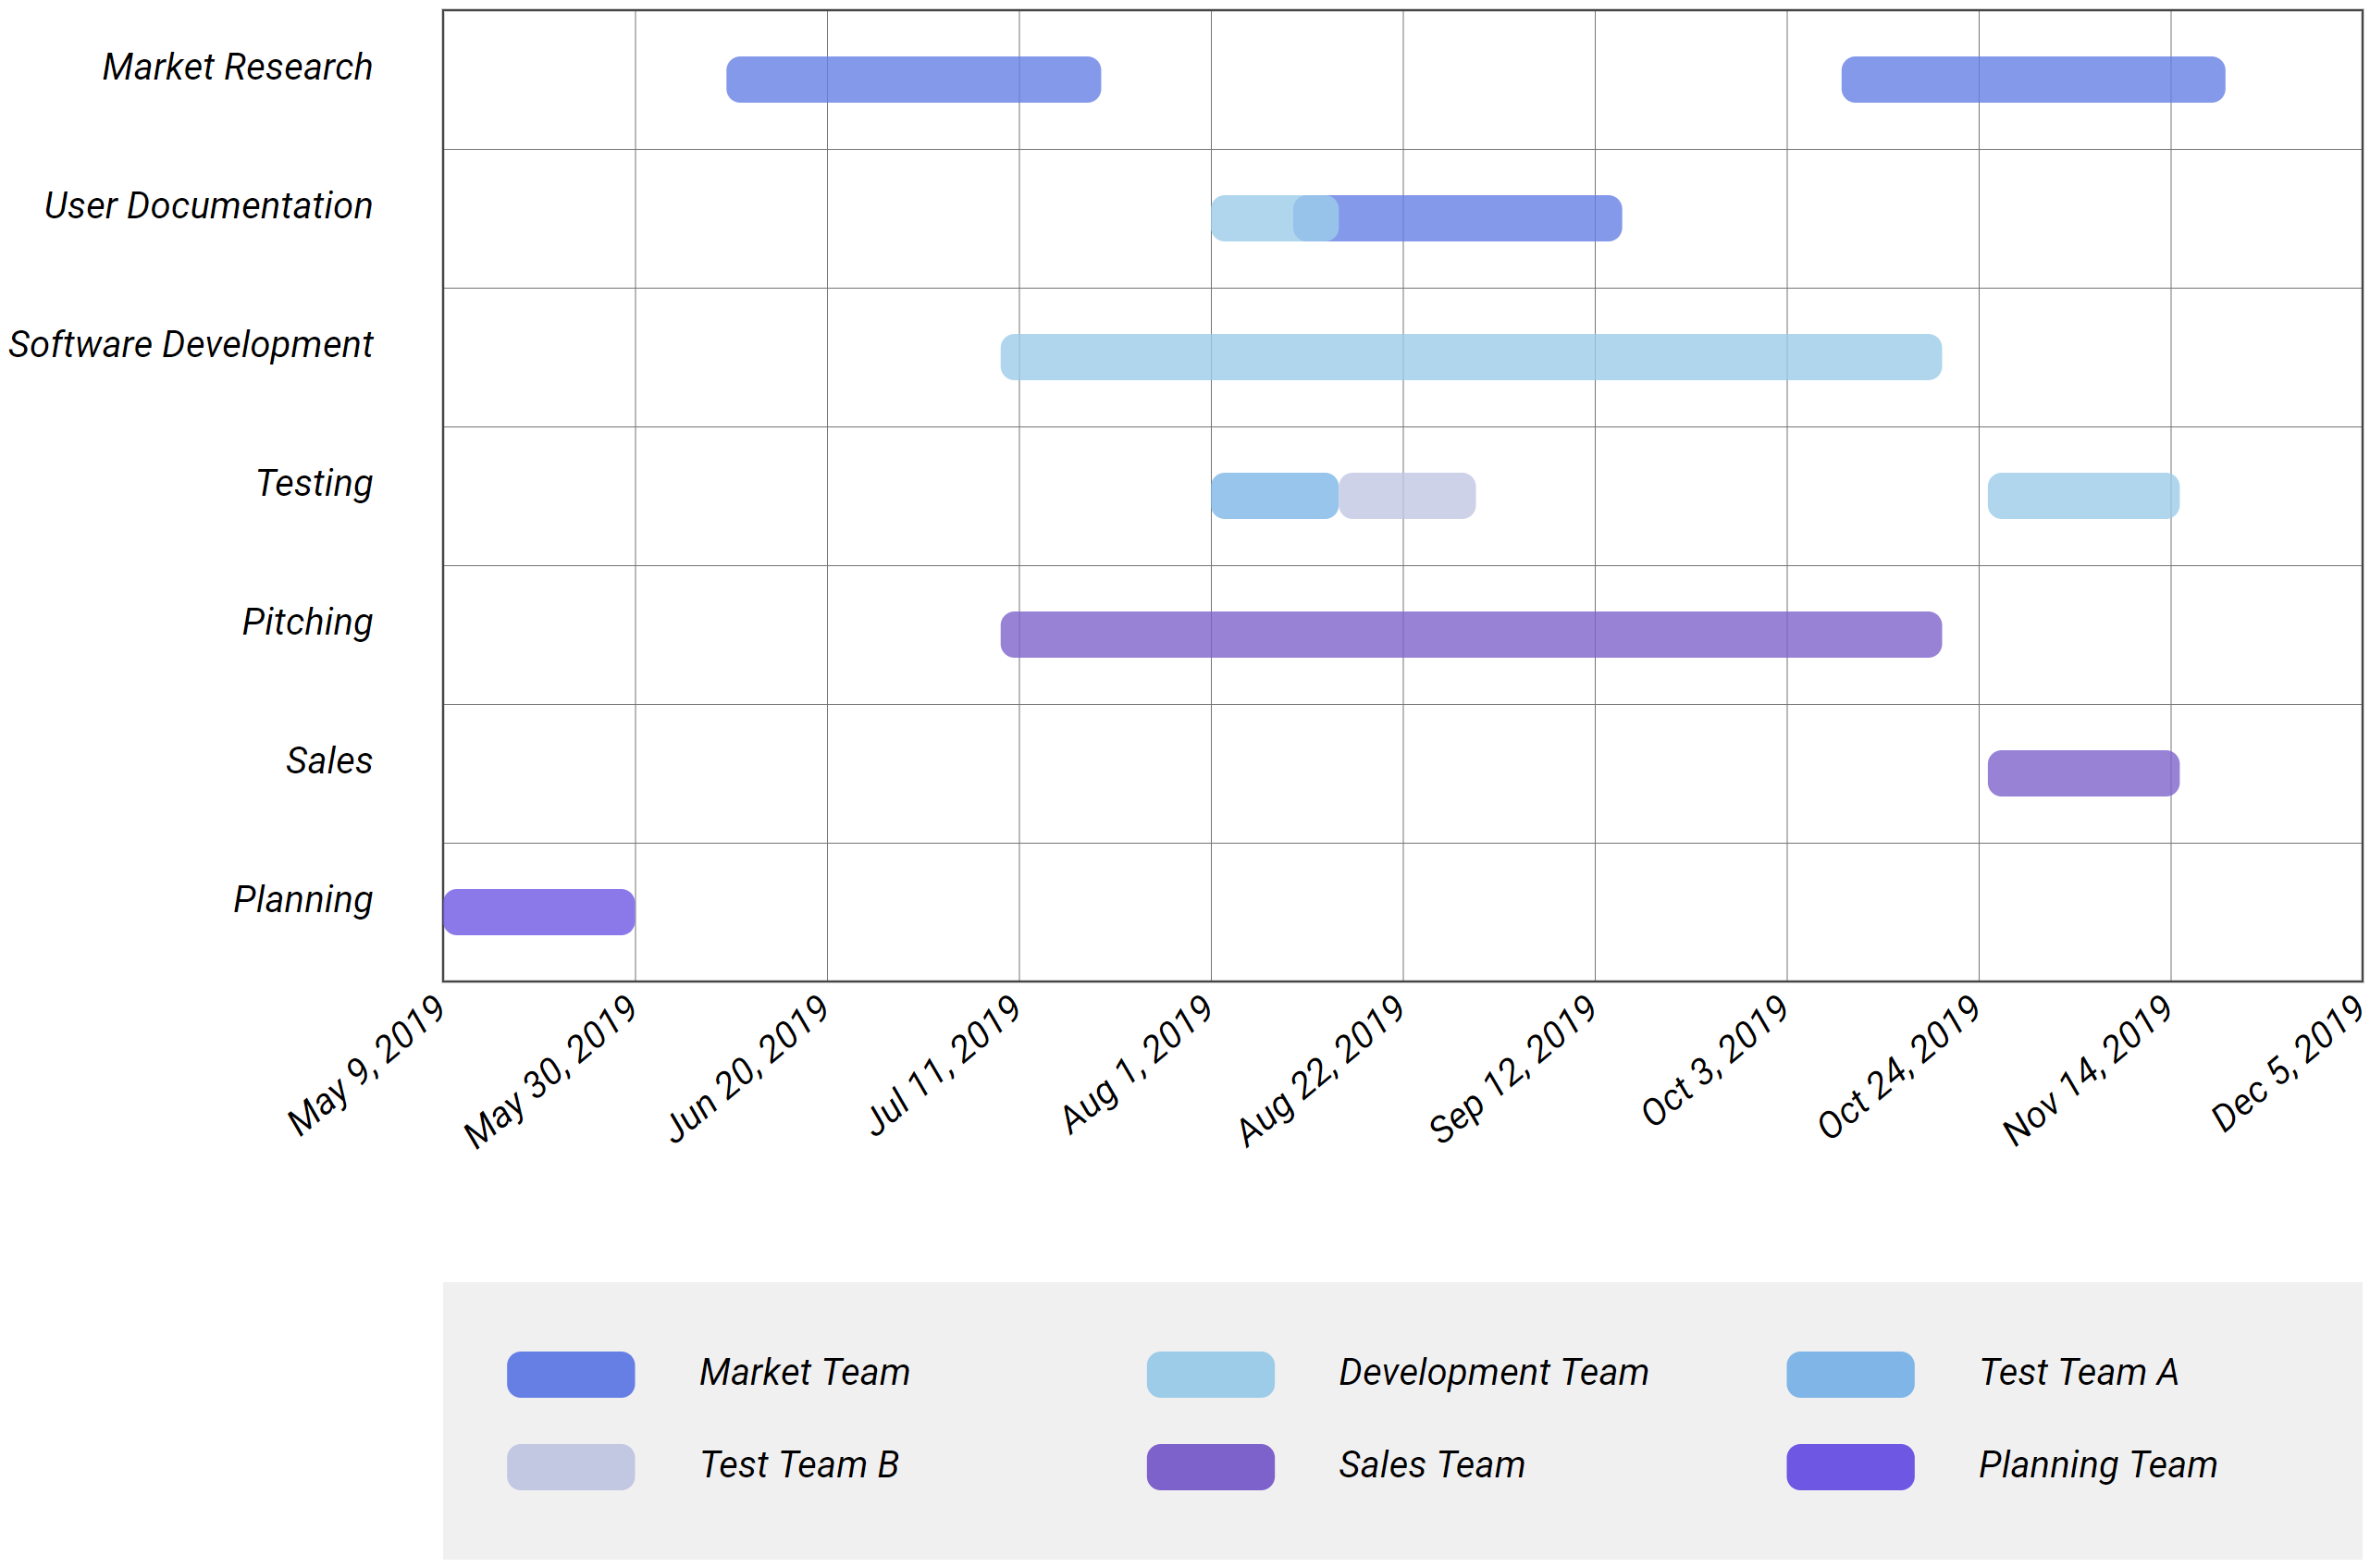 Market Research
User Documentation
Software Development
Testing
Pitching
Sales
Planning
May 9, 2019
May 30, 2019
Jun 20, 2019
Jul 11, 2019
Aug 1, 2019
Aug 22, 2019
Sep 12, 2019
Oct 3, 2019
Oct 24, 2019
Nov 14, 2019
Dec 5, 2019
Market Team
Development Team
Test Team A
Test Team B
Sales Team
Planning Team